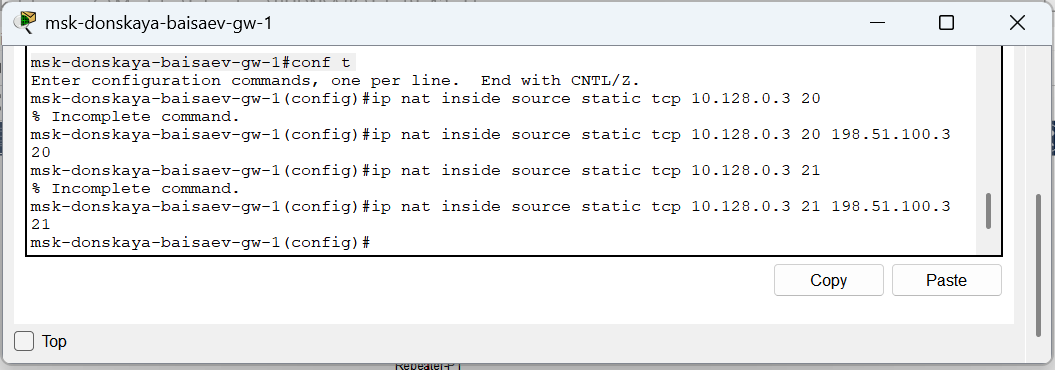 msk-donskaya-baisaev-gw-1
msk-donskaya-baisaev-gw-1#conf t
Enter configuration commands, one per line.  End with CNTL/Z.
msk-donskaya-baisaev-gw-1(config)#ip nat inside source static tcp 10.128.0.3 20
% Incomplete command.
msk-donskaya-baisaev-gw-1(config)#ip nat inside source static tcp 10.128.0.3 20 198.51.100.3
20
msk-donskaya-baisaev-gw-1(config)#ip nat inside source static tcp 10.128.0.3 21
% Incomplete command.
msk-donskaya-baisaev-gw-1(config)#ip nat inside source static tcp 10.128.0.3 21 198.51.100.3
21
msk-donskaya-baisaev-gw-1(config)#
Copy
Paste
Top
Repeater-PT